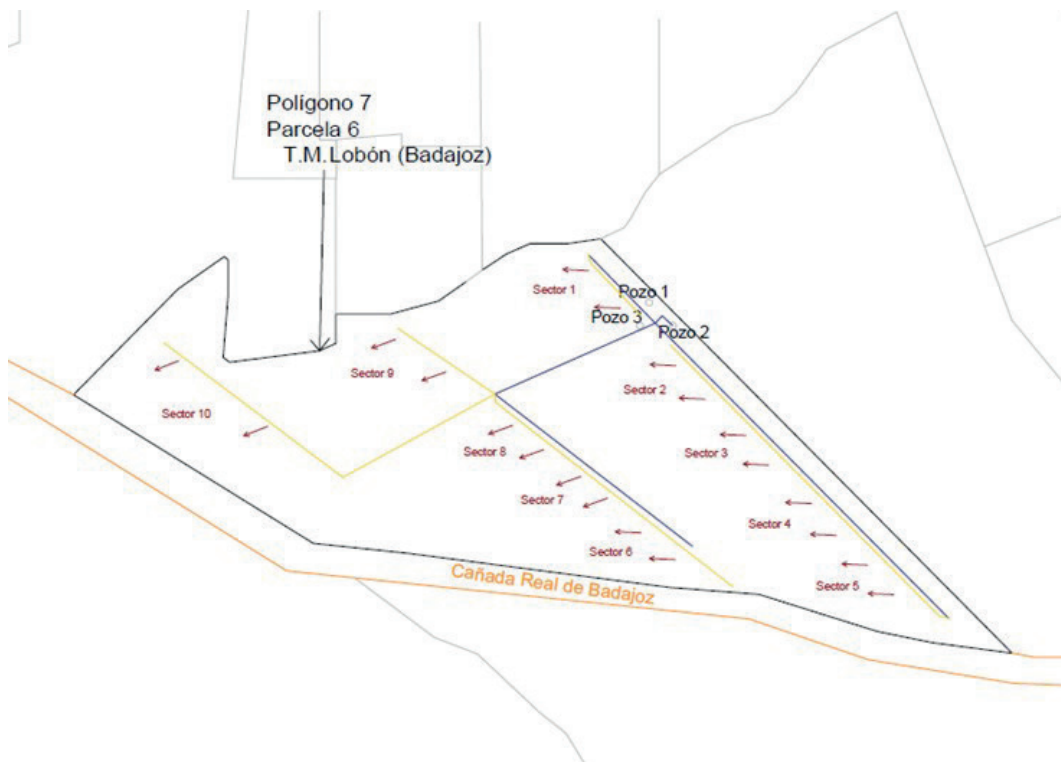 Polígono 7
Parcela 6
T.M.Lobón (Badajoz)
Sector 1
Pozo 1
Pozo 3
Pozo 2
Sector 9
Sector 2
Sector 10
Sector 8
Sector 3
Sector 7
Sector 4
Sector 6
Sector 5
Cañada Real de Badajoz